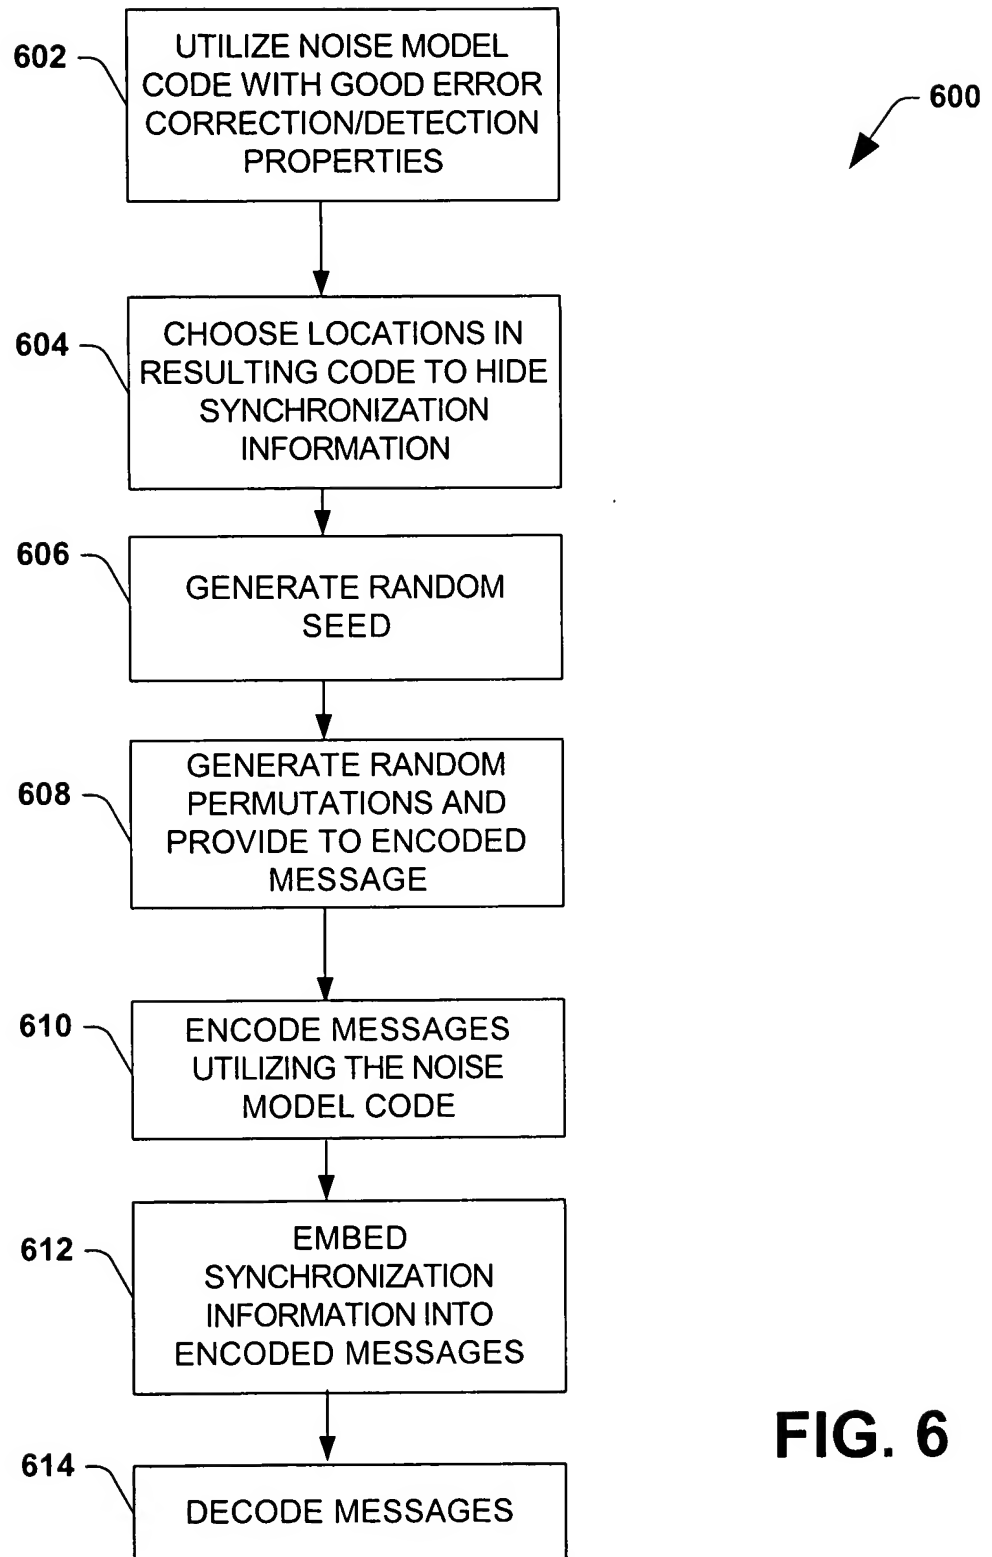 602
UTILIZE NOISE MODEL
CODE WITH GOOD ERROR
CORRECTION/DETECTION
PROPERTIES
600
604
CHOOSE LOCATIONS IN
RESULTING CODE TO HIDE
SYNCHRONIZATION
INFORMATION
606
GENERATE RANDOM
SEED
608
GENERATE RANDOM
PERMUTATIONS AND
PROVIDE TO ENCODED
MESSAGE
610
ENCODE MESSAGES
UTILIZING THE NOISE
MODEL CODE
612
EMBED
SYNCHRONIZATION
INFORMATION INTO
ENCODED MESSAGES
614
DECODE MESSAGES
FIG. 6